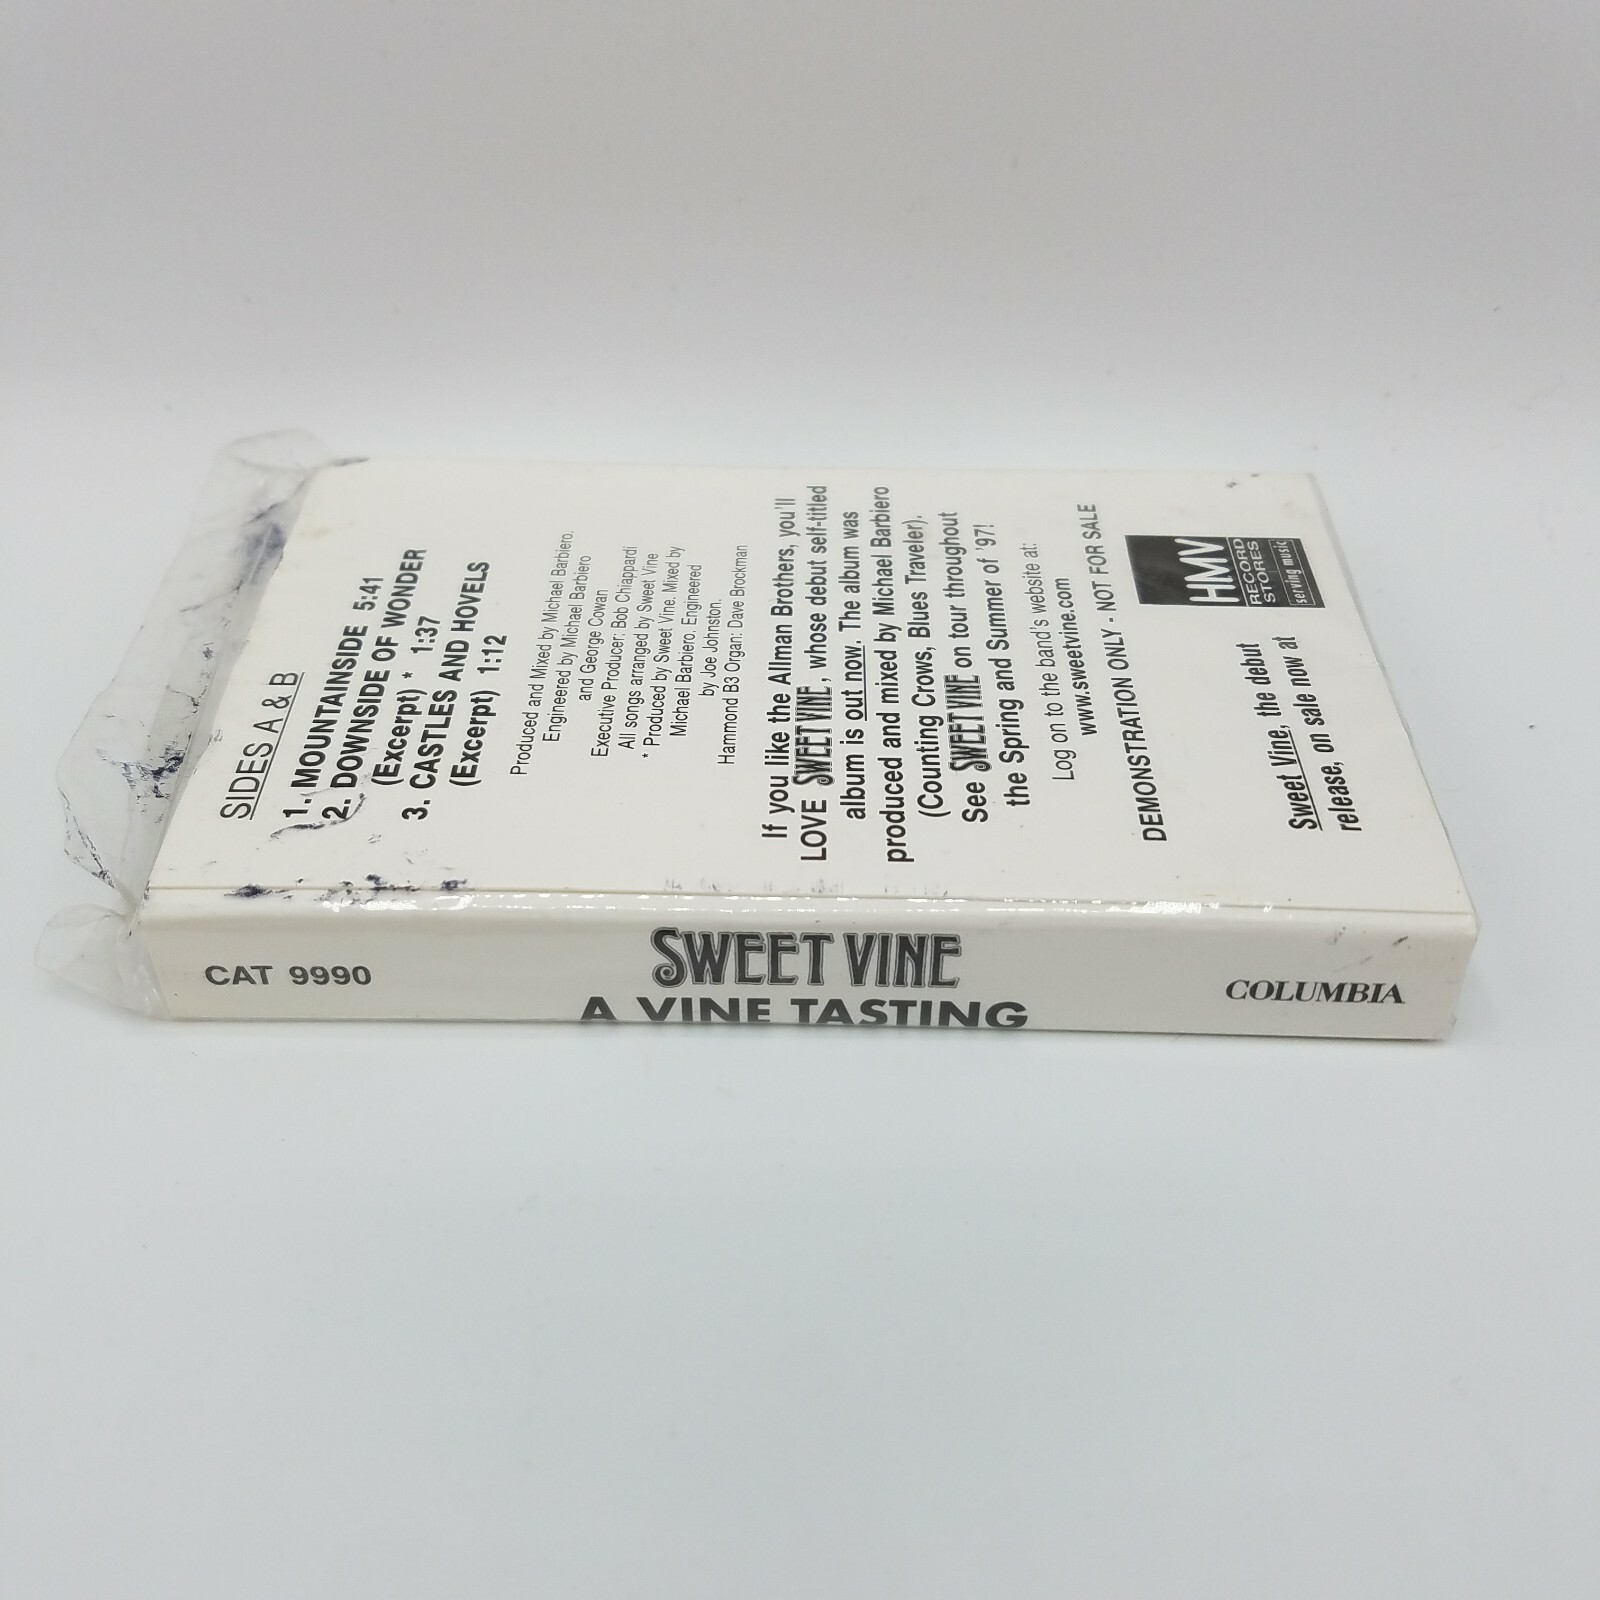 SIDES A & B
1. MOUNTAINSIDE 5:41
2. DOWNSIDE OF WONDER
(Excerpt) * 1:37
3. CASTLES AND HOVELS
(Excerpt) 1:12
Produced and Mixed by Michael Barbiero,
Engineered by Michael Barbiero
and George Cowan
Executive Producer: Bob Chiappardi
All songs arranged by Sweet Vine
* Produced by Sweet Vine. Mixed by
Michael Barbiero. Engineered
by Joe Johnston.
Hammond B3 Organ: Dave Brockman
If you like the Allman Brothers, you'll
LOVE SWEET VINE, whose debut self-titled
album is out now. The album was
produced and mixed by Michael Barbiero
(Counting Crows, Blues Traveler).
See SWEET VINE on tour throughout
the Spring and Summer of '97!
Log on to the band's website at:
www.sweetvine.com
DEMONSTRATION ONLY - NOT FOR SALE
Sweet Vine, the debut
release, on sale now at
HMV
RECORD
STORES
serving music
CAT 9990
SWEET VINE
A VINE TASTING
COLUMBIA